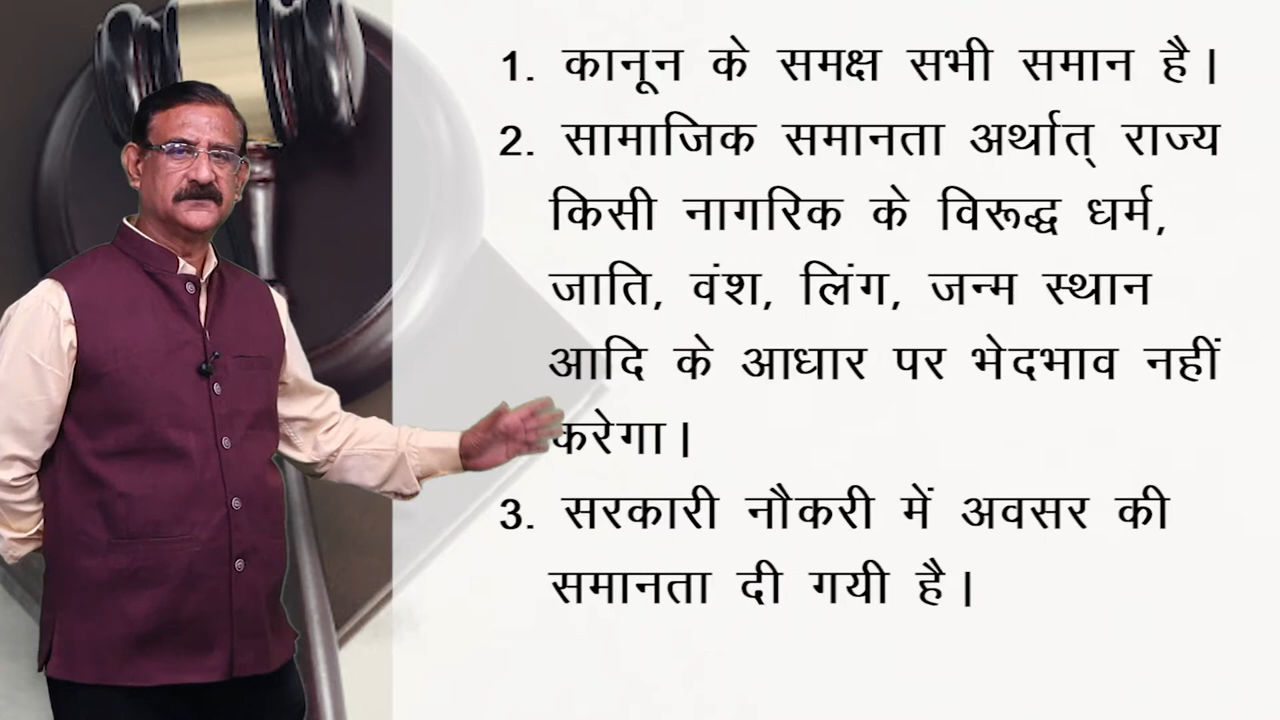 1. कानून के समक्ष सभी समान है।
2. सामाजिक समानता अर्थात् राज्य
किसी नागरिक के विरूद्ध धर्म,
जाति, वंश, लिंग, जन्म स्थान
आदि के आधार पर भेदभाव नहीं
करेगा।
3. सरकारी नौकरी में अवसर की
समानता दी गयी है।